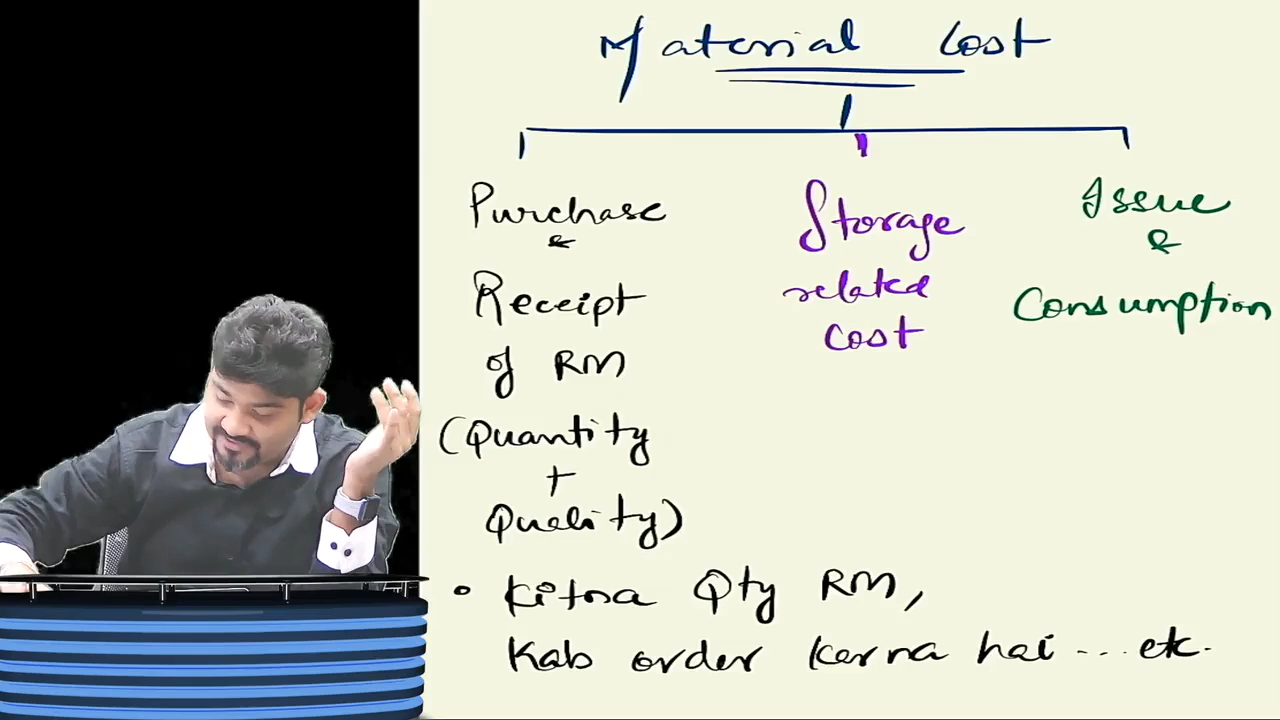 Material Cost
Purchase
&
Receipt
of RM
(Quantity
+
Quality)
Storage
related
cost
Issue
&
Consumption
• Kitna Qty RM,
Kab order karna hai ... etc.